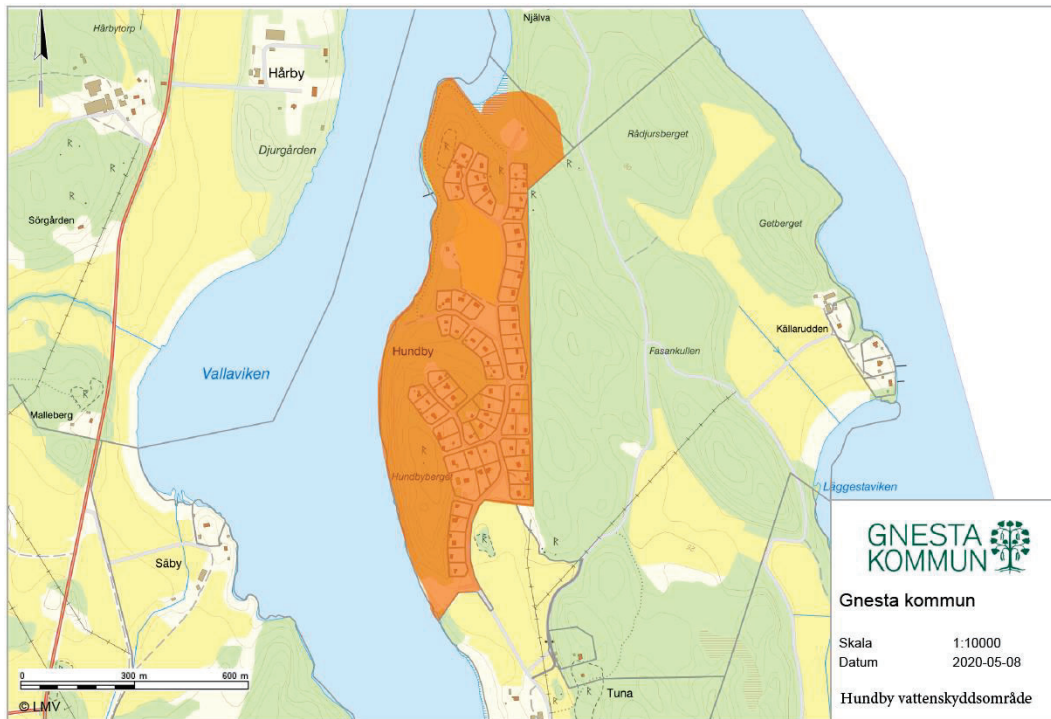 Njälva
Hårbytorp
Hårby
Djurgården
Rådjursberget
Sörgården
Getberget
Källarudden
Hundby
Fasankullen
Vallaviken
Malleberg
Hundbyberget
Läggestaviken
Säby
Tuna
R
R
R
R
R
R
R
R
R
R
0 300 m 600 m
© LMV
GNESTA
KOMMUN
Gnesta kommun
Skala 1:10000
Datum 2020-05-08
Hundby vattenskyddsområde